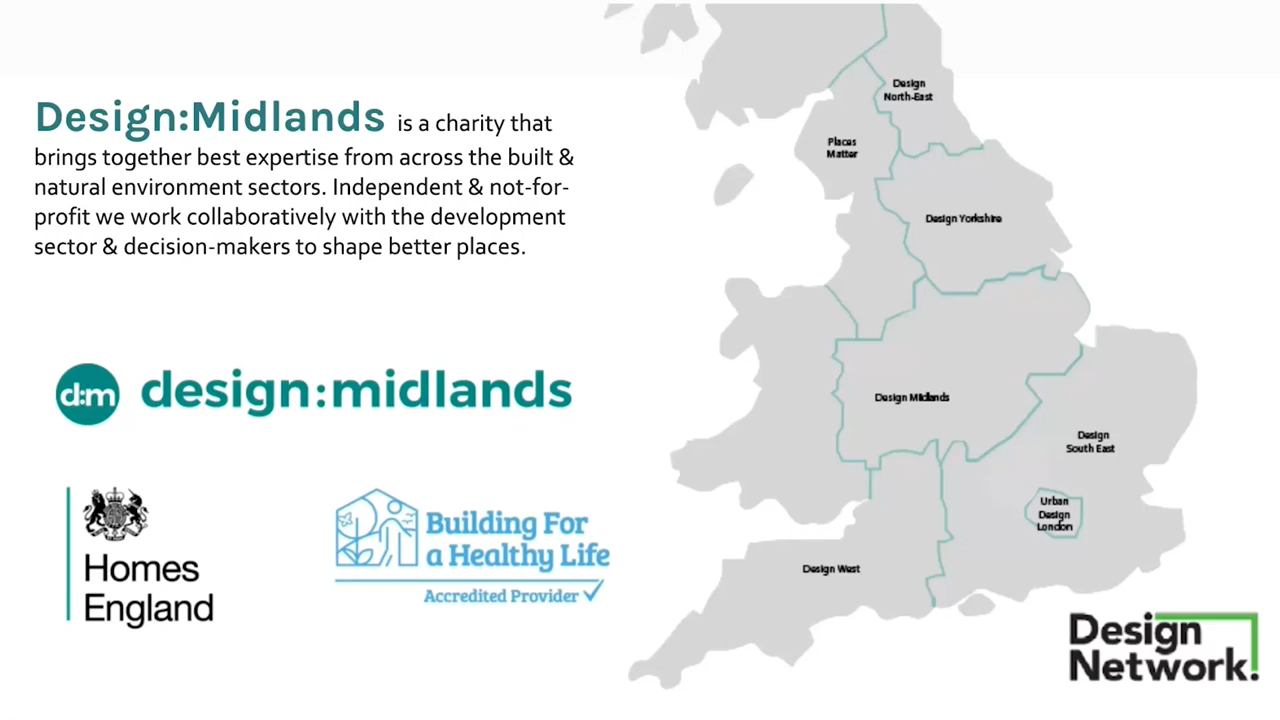 Design:Midlands is a charity that
brings together best expertise from across the built &
natural environment sectors. Independent & not-for-
profit we work collaboratively with the development
sector & decision-makers to shape better places.
d:m design:midlands
Homes
England
Building For
a Healthy Life
Accredited Provider
Design
North-East
Places
Matter
Design Yorkshire
Design Midlands
Design
South East
Urban
Design
London
Design West
Design
Network.